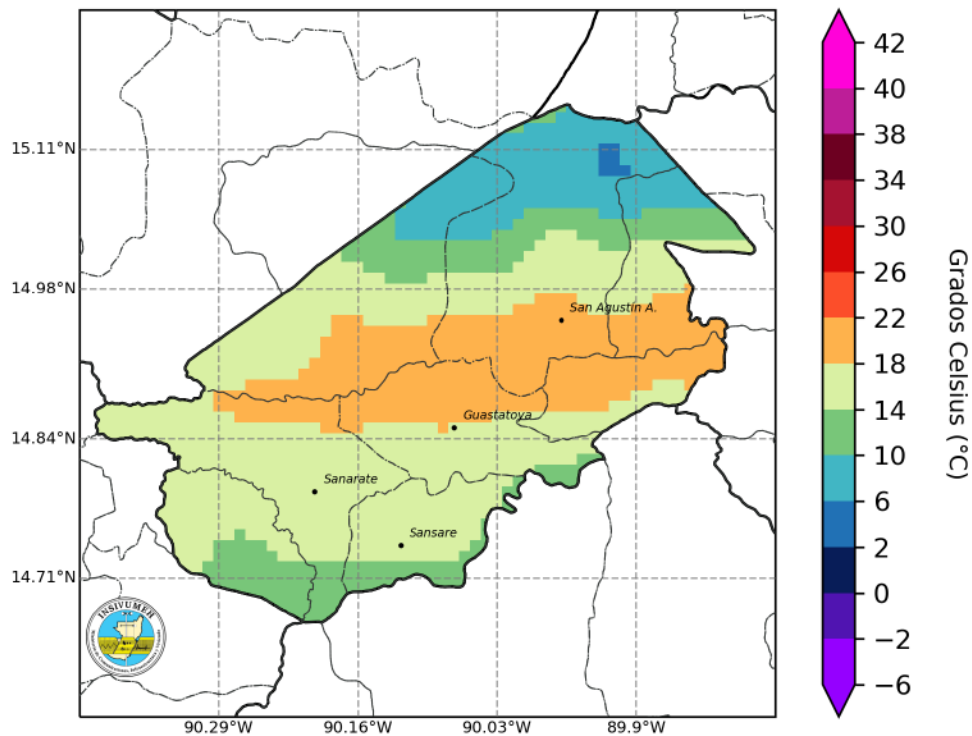 15.11°N
14.98°N
14.84°N
14.71°N
San Agustín A.
Guastatoya
Sanarate
Sansare
INSIVUMEH
90.29°W
90.16°W
90.03°W
89.9°W
42
40
38
34
30
26
22
18
14
10
6
2
0
−2
−6
Grados Celsius (°C)